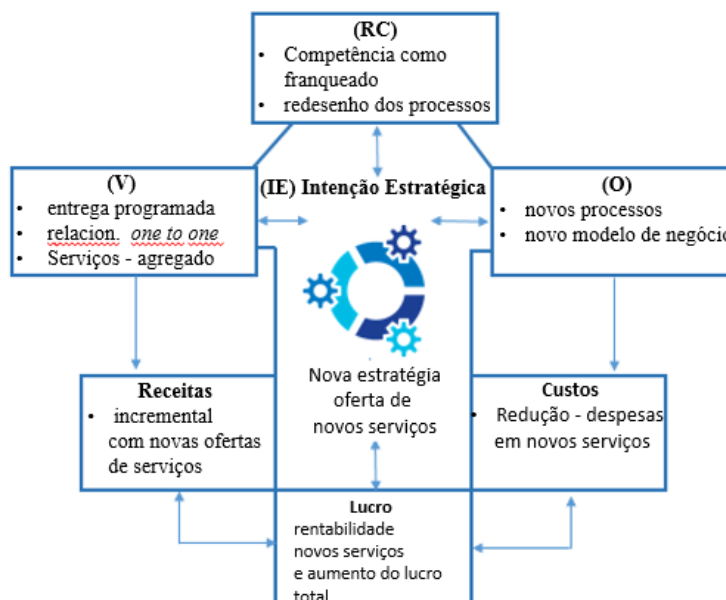 (RC)
• Competência como
franqueado
• redesenho dos processos
(V)
• entrega programada
• relacion. one to one
• Serviços - agregado
(IE) Intenção Estratégica
(O)
• novos processos
• novo modelo de negócio
Nova estratégia
oferta de
novos serviços
Receitas
• incremental
com novas ofertas
de serviços
Custos
• Redução - despesas
em novos serviços
Lucro
rentabilidade
novos serviços
e aumento do lucro
total